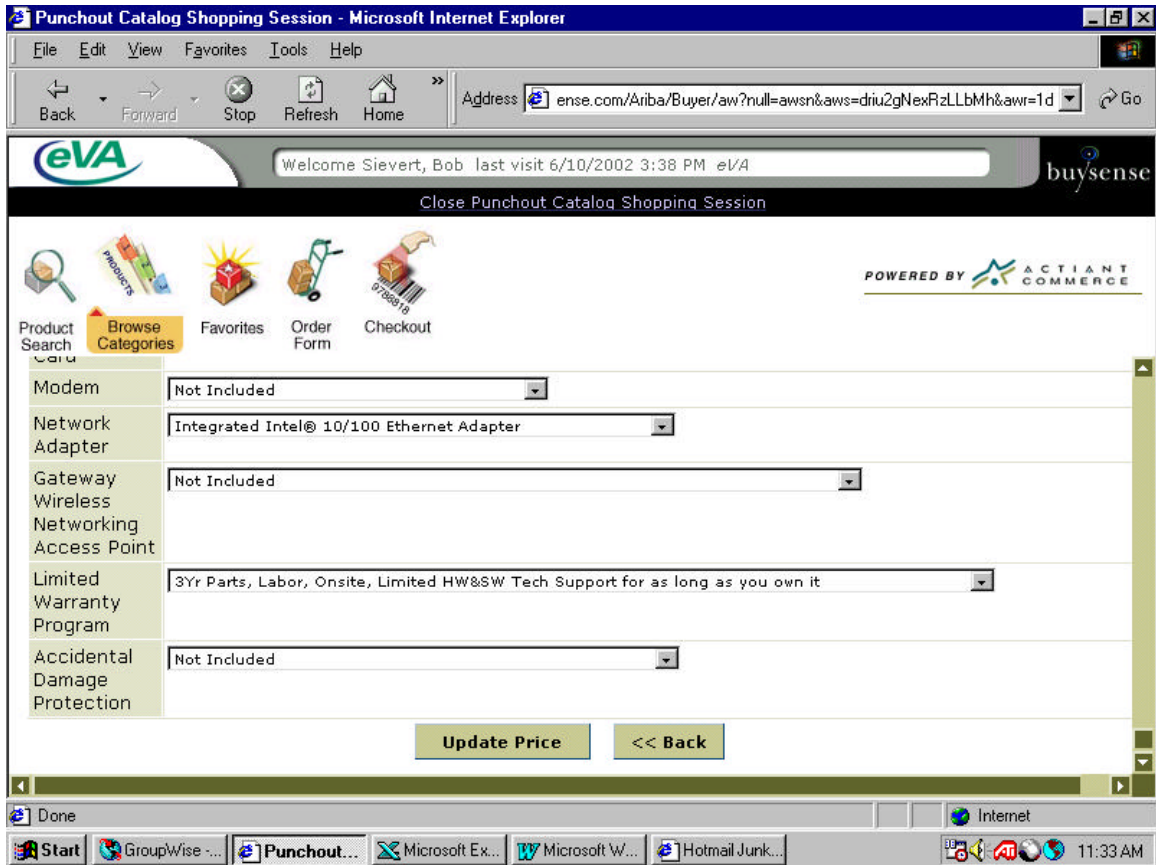 Punchout Catalog Shopping Session - Microsoft Internet Explorer
File Edit View Favorites Tools Help
Back Forward Stop Refresh Home » Address ense.com/Ariba/Buyer/aw?null=awsn&aws=driu2gNexRzLLbMh&awr=1d Go
eVA Welcome Sievert, Bob last visit 6/10/2002 3:38 PM eVA buysense
Close Punchout Catalog Shopping Session
PRODUCTS
9786818
POWERED BY ACTIANT COMMERCE
Product Search
Browse Categories
Favorites
Order Form
Checkout
Card
Modem Not Included
Network Adapter Integrated Intel® 10/100 Ethernet Adapter
Gateway Wireless Networking Access Point Not Included
Limited Warranty Program 3Yr Parts, Labor, Onsite, Limited HW&SW Tech Support for as long as you own it
Accidental Damage Protection Not Included
Update Price << Back
Done Internet
Start GroupWise -... Punchout... Microsoft Ex... Microsoft W... Hotmail Junk... 11:33 AM